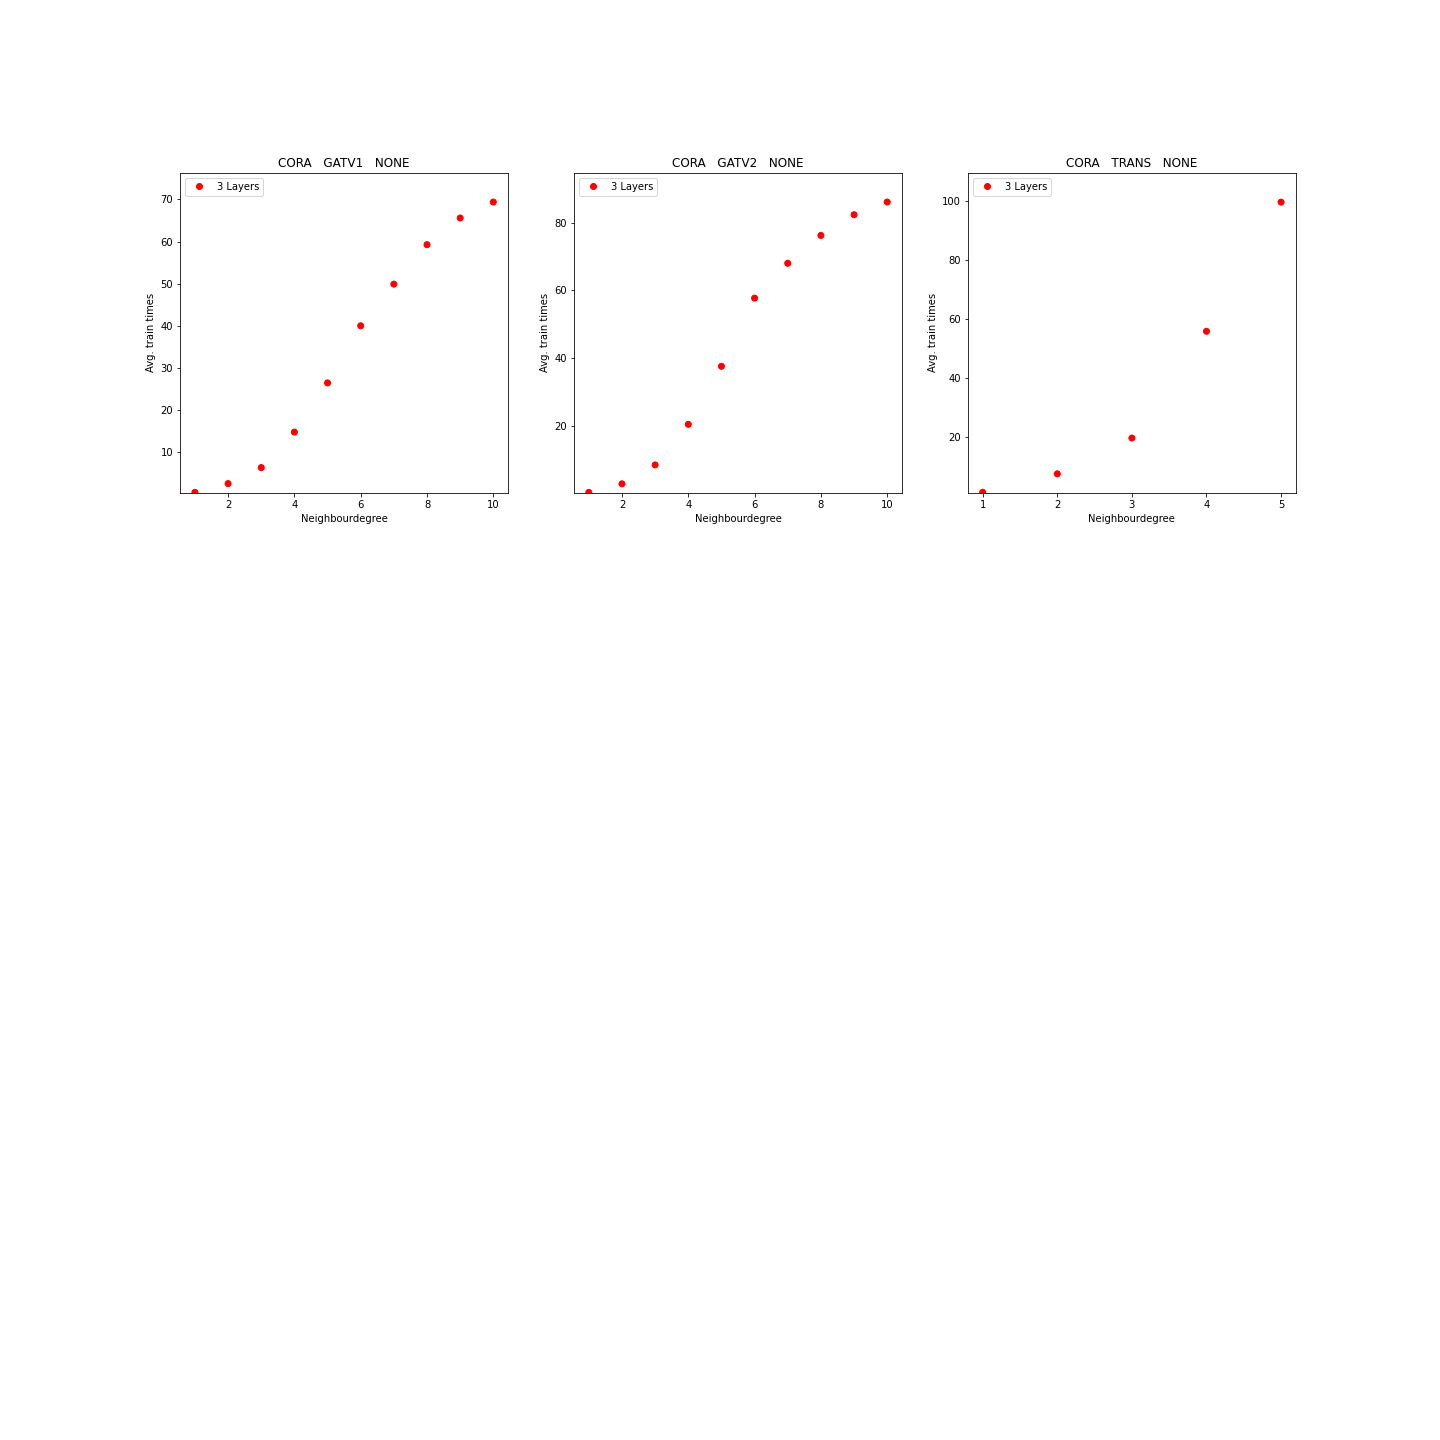 CORA   GATV1   NONE
3 Layers
70
60
50
40
30
20
10
Avg. train times
2 4 6 8 10
Neighbourdegree
CORA   GATV2   NONE
3 Layers
80
60
40
20
Avg. train times
2 4 6 8 10
Neighbourdegree
CORA   TRANS   NONE
3 Layers
100
80
60
40
20
Avg. train times
1 2 3 4 5
Neighbourdegree